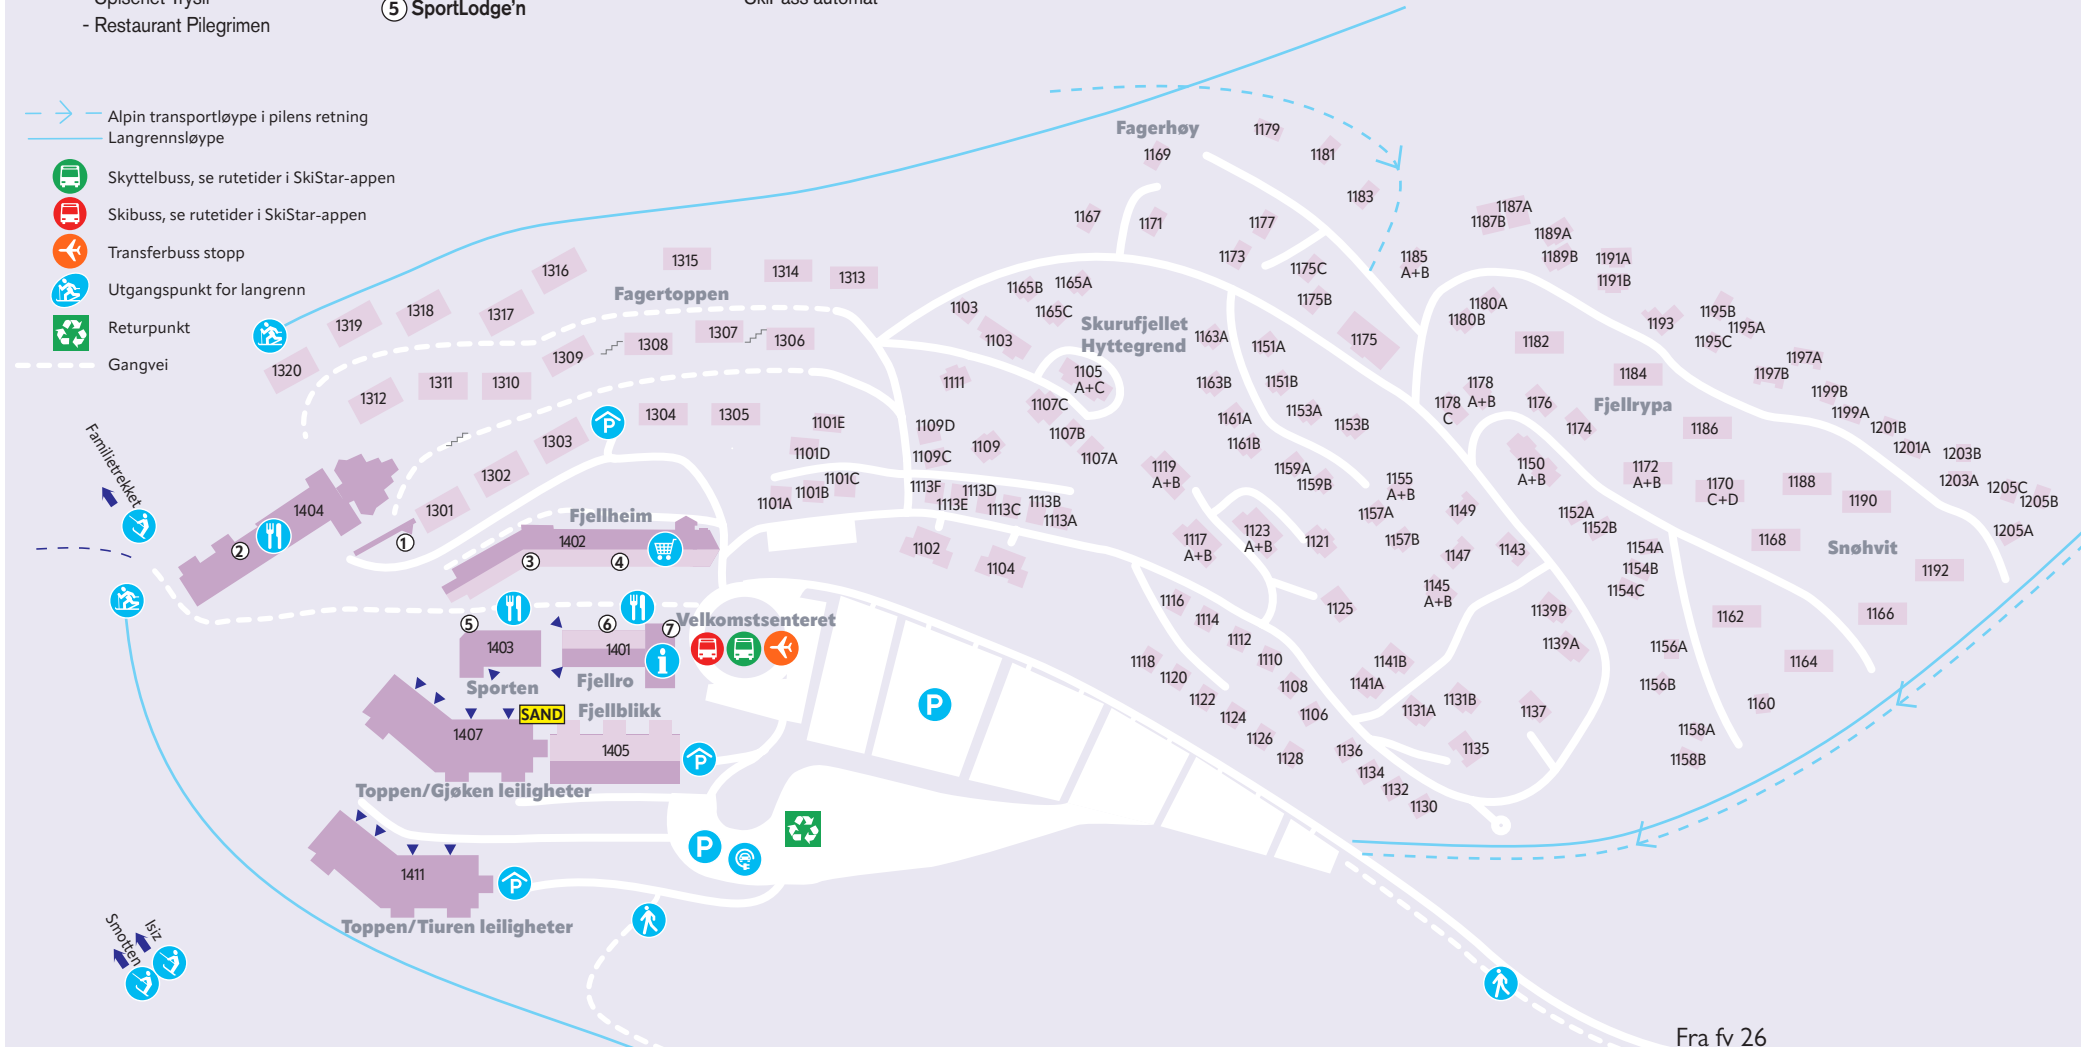 - Restaurant Pilegrimen
5 SportLodge'n
Alpin transportløype i pilens retning
Langrennsløype
Skyttelbuss, se rutetider i SkiStar-appen
Skibuss, se rutetider i SkiStar-appen
Transferbuss stopp
Utgangspunkt for langrenn
Returpunkt
Gangvei
Fagerhøy
1169
1179
1181
1183
1167
1171
1177
1173
1175C
1175B
1175
1185
A+B
1187A
1187B
1189A
1189B
1191A
1191B
1193
1195B
1195A
1195C
1197A
1197B
1199B
1199A
1201B
1201A
1203B
1203A
1205C
1205B
1205A
1180A
1180B
1182
1184
Fjellrypa
1186
1178
A+B
1178
C
1176
1174
1150
A+B
1172
A+B
1170
C+D
1188
1190
1168
Snøhvit
1192
1166
1162
1164
1160
1152A
1152B
1154A
1154B
1154C
1156A
1156B
1158A
1158B
1316
1315
1314
1313
Fagertoppen
1319
1318
1317
1320
1309
1308
1307
1306
1312
1311
1310
1304
1305
1303
1302
1301
1103
1103
1165B
1165A
1165C
Skurufjellet
Hyttegrend
1163A
1163B
1151A
1151B
1153A
1153B
1161A
1161B
1159A
1159B
1155
A+B
1157A
1157B
1149
1147
1143
1145
A+B
1105
A+C
1111
1107C
1107B
1107A
1109D
1109C
1109
1101E
1101D
1101C
1101B
1101A
1113F
1113E
1113D
1113C
1113B
1113A
1119
A+B
1117
A+B
1123
A+B
1121
1125
1102
1104
1116
1114
1112
1110
1108
1106
1118
1120
1122
1124
1126
1128
1136
1134
1132
1130
1139B
1139A
1141B
1141A
1131A
1131B
1137
1135
Familietrekket
1404
2
1
P
Fjellheim
1402
3
4
5
6
7
Velkomstsenteret
1403
1401
i
Sporten
Fjellro
SAND
Fjellblikk
1407
1405
P
P
Toppen/Gjøken leiligheter
P
1411
P
Toppen/Tiuren leiligheter
Isiz
Smotten
Fra fv 26